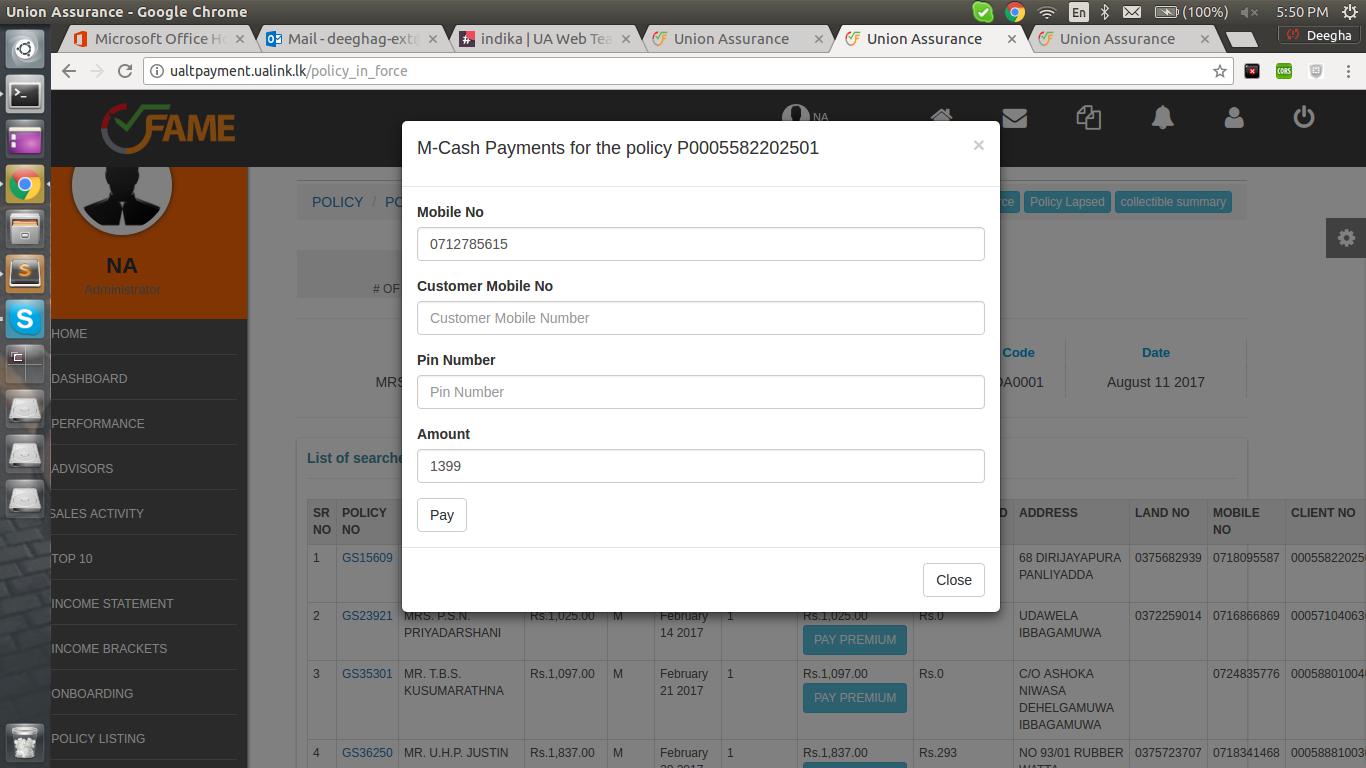 Union Assurance - Google Chrome
En
(100%)
5:50 PM
Microsoft Office Ho
Mail - deeghag-ext@
indika | UA Web Tea
Union Assurance
Union Assurance
Union Assurance
Deegha
ualtpayment.ualink.lk/policy_in_force
CORS
FAME
NA
NA
Administrator
HOME
DASHBOARD
PERFORMANCE
ADVISORS
SALES ACTIVITY
TOP 10
INCOME STATEMENT
INCOME BRACKETS
ONBOARDING
POLICY LISTING
POLICY / PO
rce
Policy Lapsed
collectible summary
# OF
MRS
Code
Date
DA0001
August 11 2017
M-Cash Payments for the policy P0005582202501
×
Mobile No
0712785615
Customer Mobile No
Customer Mobile Number
Pin Number
Pin Number
Amount
1399
Pay
Close
List of searche
SR NO
POLICY NO
D
ADDRESS
LAND NO
MOBILE NO
CLIENT NO
1 GS15609 68 DIRIJAYAPURA 0375682939 0718095587 00055822025
PANLIYADDA
2 GS23921 MRS. P.S.N. Rs.1,025.00 M February 1 Rs.1,025.00 Rs.0 UDAWELA 0372259014 0716866869 0005710406
PRIYADARSHANI 14 2017 PAY PREMIUM IBBAGAMUWA
3 GS35301 MR. T.B.S. Rs.1,097.00 M February 1 Rs.1,097.00 Rs.0 C/O ASHOKA 0724835776 0005880100
KUSUMARATHNA 21 2017 PAY PREMIUM NIWASA
DEHELGAMUWA
IBBAGAMUWA
4 GS36250 MR. U.H.P. JUSTIN Rs.1,837.00 M February 1 Rs.1,837.00 Rs.293 NO 93/01 RUBBER 0375723707 0718341468 0005888100